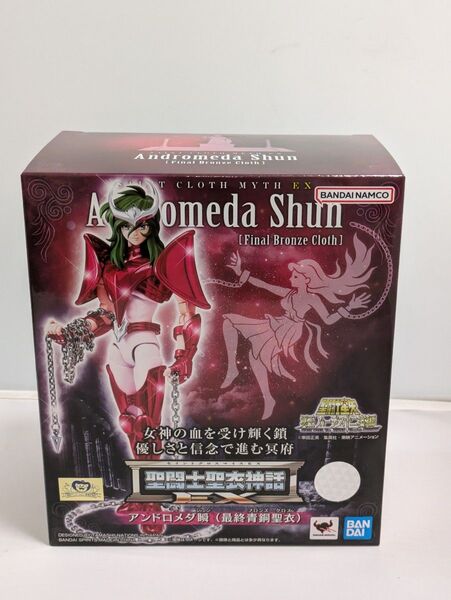 Andromeda Shun
[Final Bronze Cloth]
SAINT CLOTH MYTH EX
BANDAI NAMCO
Andromeda Shun
[Final Bronze Cloth]
女神の血を受け輝く鎖
優しさと信念で進む冥府
聖闘士聖衣神話
EX
アンドロメダ瞬(最終青銅聖衣)
BAN
DAI